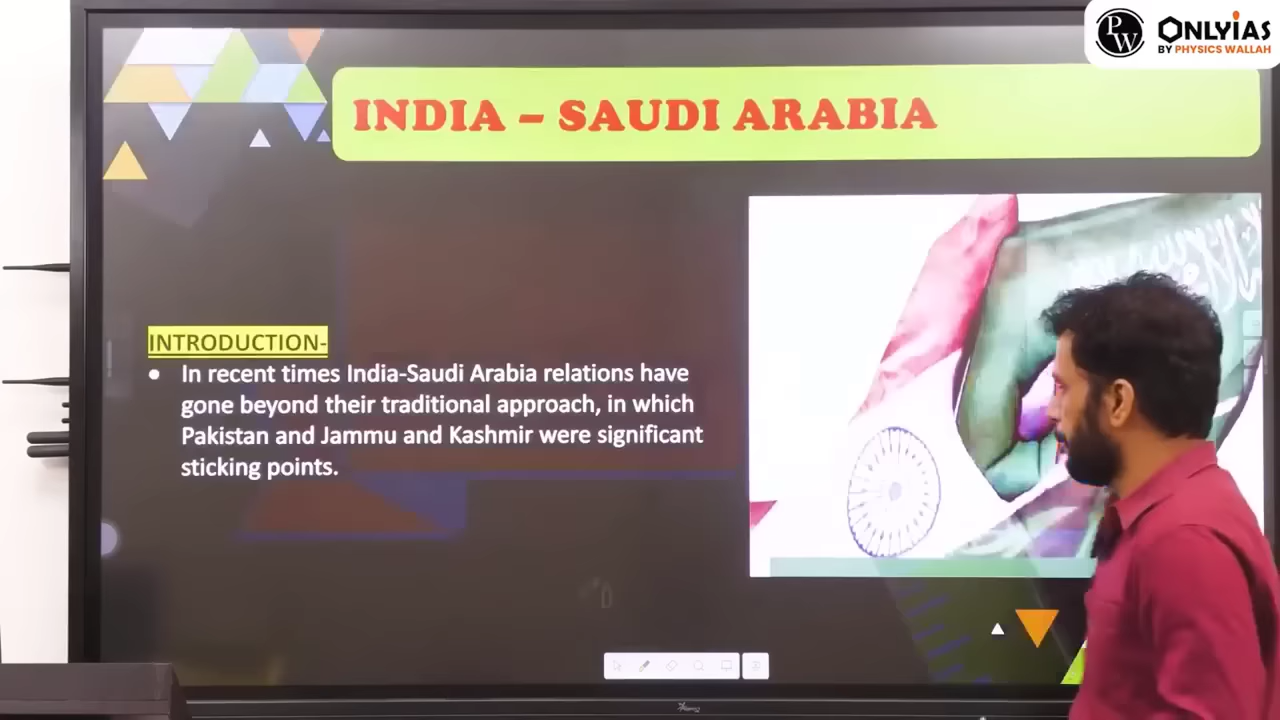 PW
ONLYIAS
BY PHYSICS WALLAH
INDIA – SAUDI ARABIA
INTRODUCTION-
● In recent times India-Saudi Arabia relations have
gone beyond their traditional approach, in which
Pakistan and Jammu and Kashmir were significant
sticking points.